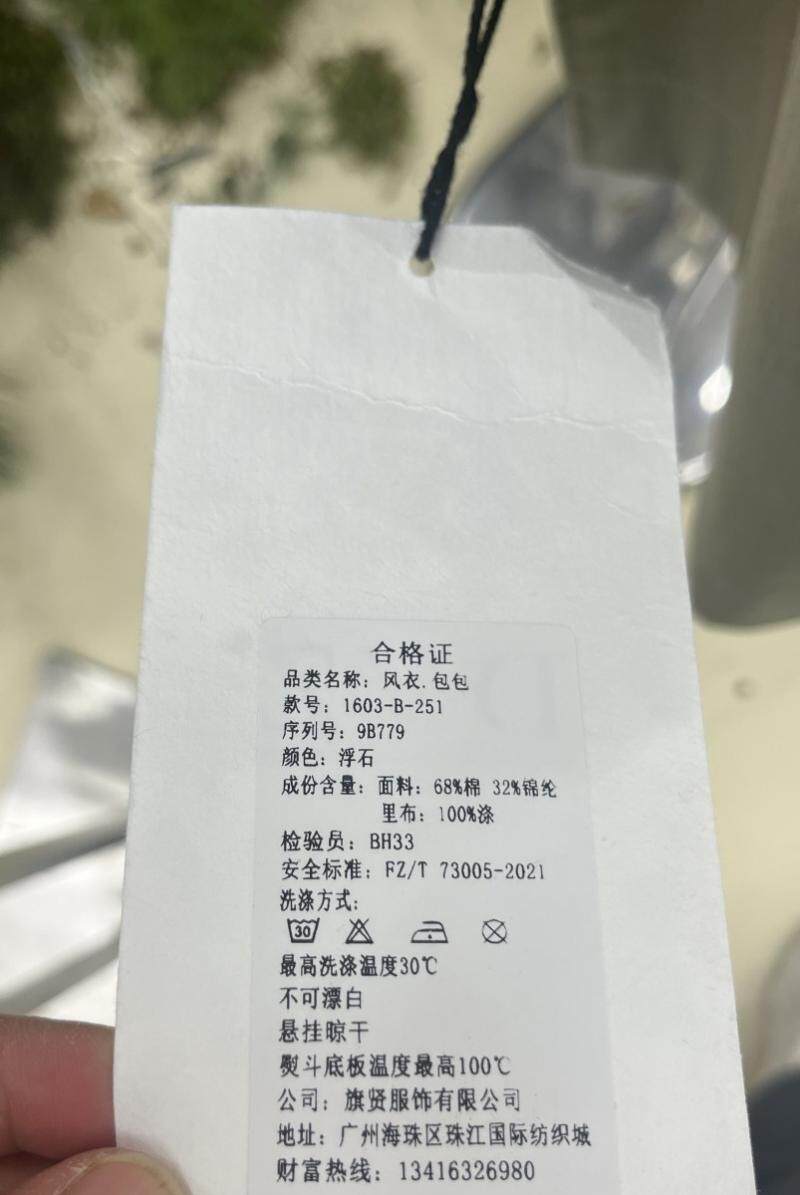 合格证
品类名称：风衣.包包
款号：1603-B-251
序列号：9B779
颜色：浮石
成份含量：面料：68%棉 32%锦纶
里布：100%涤
检验员：BH33
安全标准：FZ/T 73005-2021
洗涤方式：
30
最高洗涤温度30℃
不可漂白
悬挂晾干
熨斗底板温度最高100℃
公司：旗贤服饰有限公司
地址：广州海珠区珠江国际纺织城
财富热线：13416326980